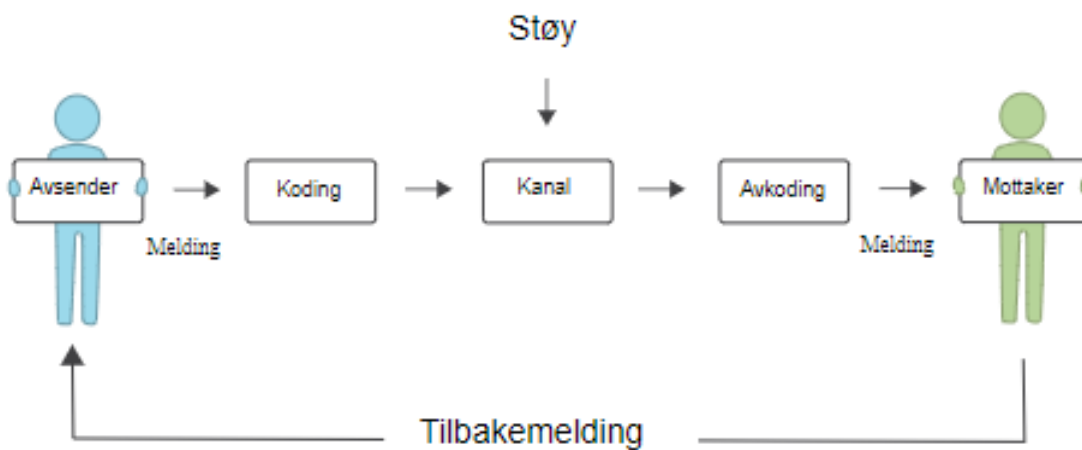 Støy
Avsender
Koding
Kanal
Avkoding
Mottaker
Melding
Melding
Tilbakemelding